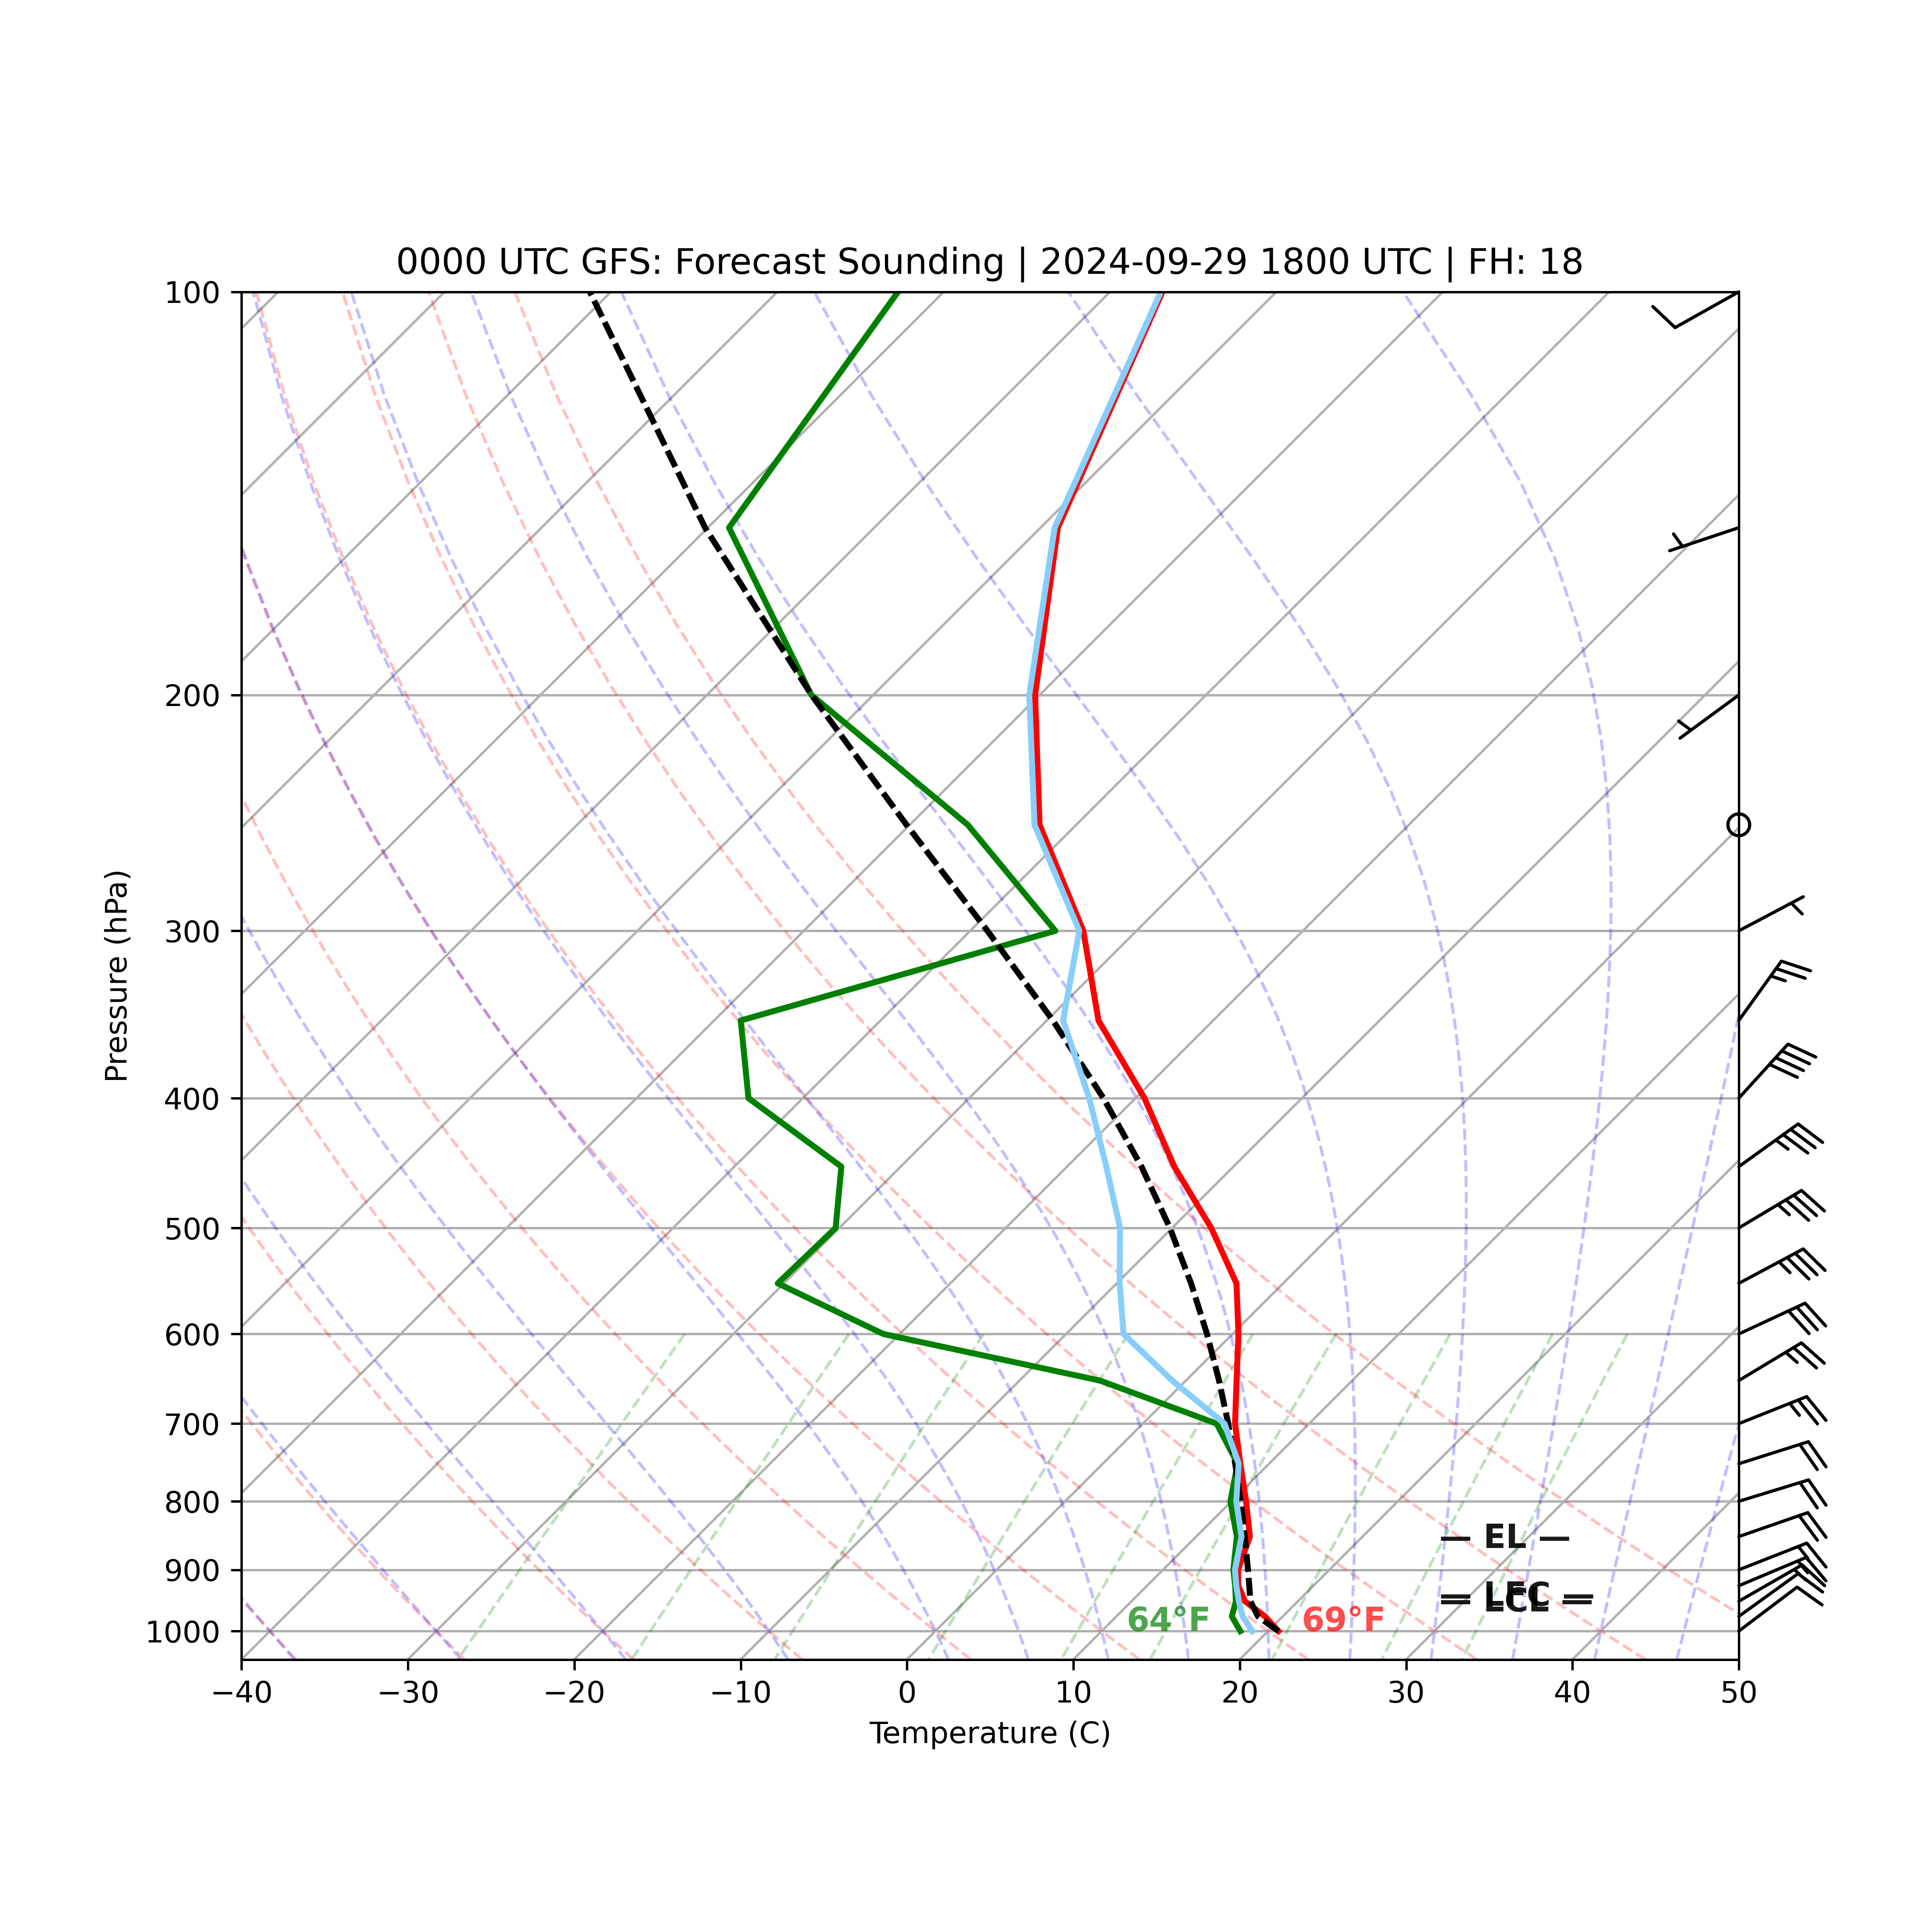 0000 UTC GFS: Forecast Sounding | 2024-09-29 1800 UTC | FH: 18
100
200
300
400
500
600
700
800
900
1000
Pressure (hPa)
— EL —
64°F
69°F
−40 −30 −20 −10 0 10 20 30 40 50
Temperature (C)